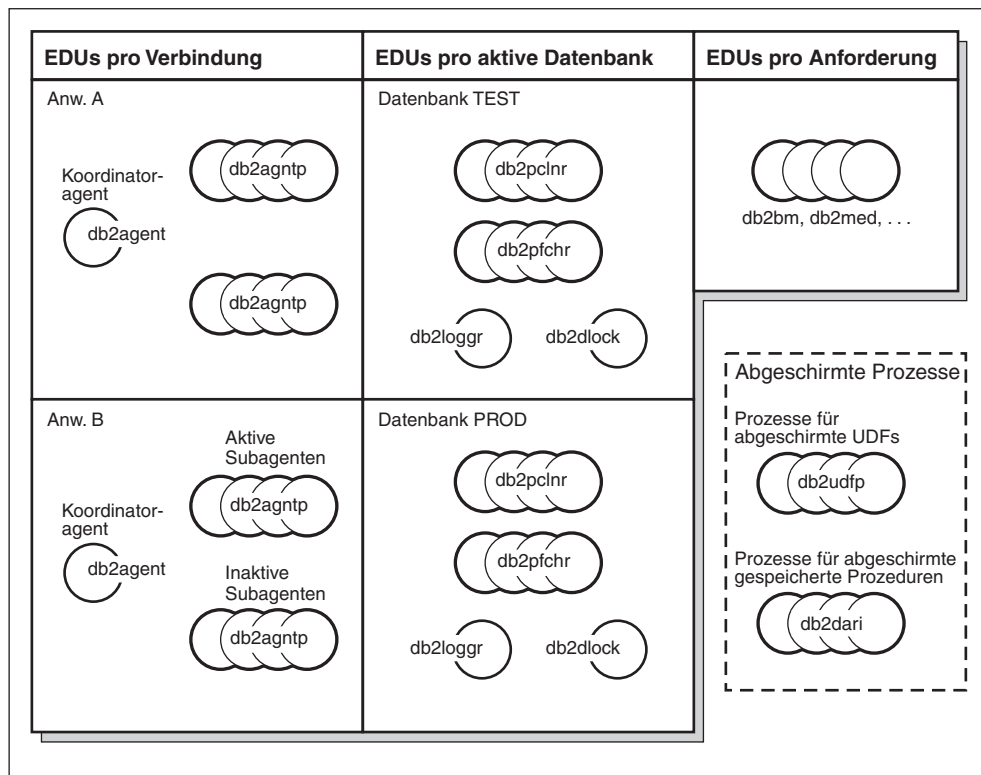 EDUs pro Verbindung
EDUs pro aktive Datenbank
EDUs pro Anforderung
Anw. A
Koordinator-
agent
db2agent
db2agntp
db2agntp
Datenbank TEST
db2pclnr
db2pfchr
db2loggr
db2dlock
db2bm, db2med, . . .
Anw. B
Koordinator-
agent
db2agent
Aktive
Subagenten
db2agntp
Inaktive
Subagenten
db2agntp
Datenbank PROD
db2pclnr
db2pfchr
db2loggr
db2dlock
Abgeschirmte Prozesse
Prozesse für
abgeschirmte UDFs
db2udfp
Prozesse für abgeschirmte
gespeicherte Prozeduren
db2dari